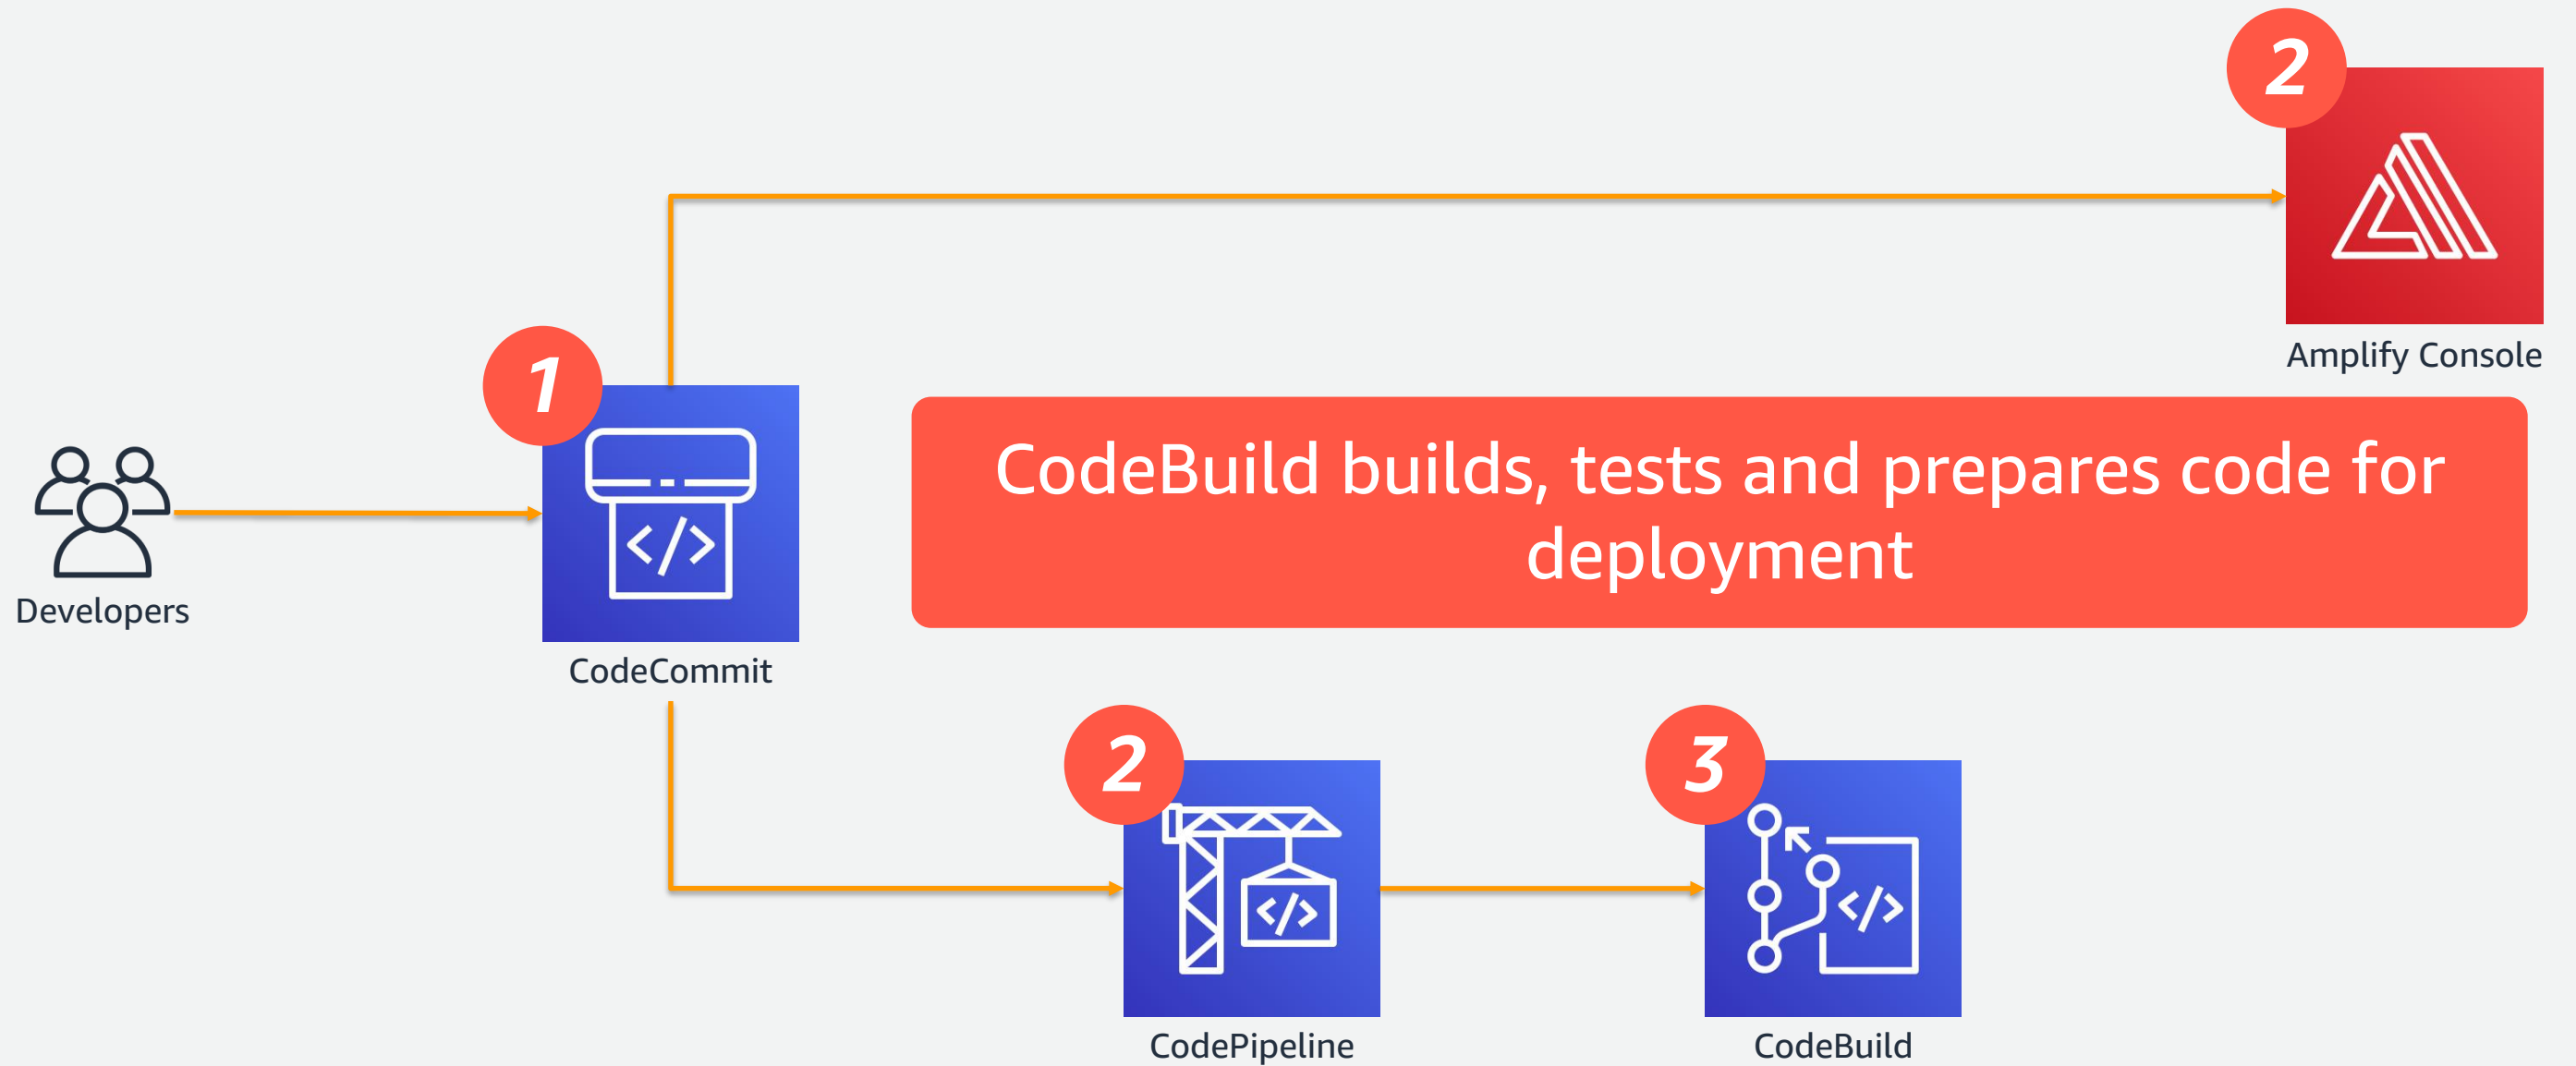 2
Amplify Console
1
CodeBuild builds, tests and prepares code for
deployment
</>
Developers
CodeCommit
2
3
</>
</>
CodePipeline
CodeBuild